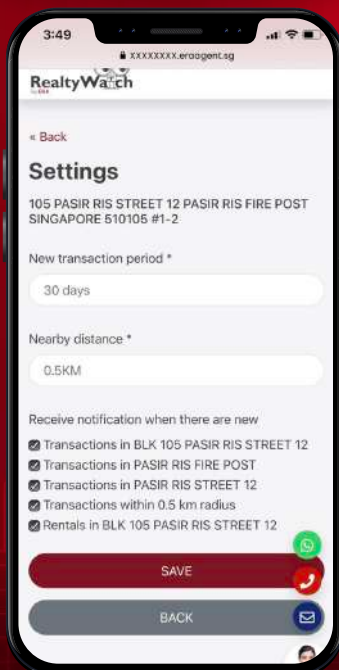 3:49
XXXXXXXX.eraagent.sg
RealtyWatch
by ERA
« Back
Settings
105 PASIR RIS STREET 12 PASIR RIS FIRE POST
SINGAPORE 510105 #1-2
New transaction period *
30 days
Nearby distance *
0.5KM
Receive notification when there are new
Transactions in BLK 105 PASIR RIS STREET 12
Transactions in PASIR RIS FIRE POST
Transactions in PASIR RIS STREET 12
Transactions within 0.5 km radius
Rentals in BLK 105 PASIR RIS STREET 12
SAVE
BACK